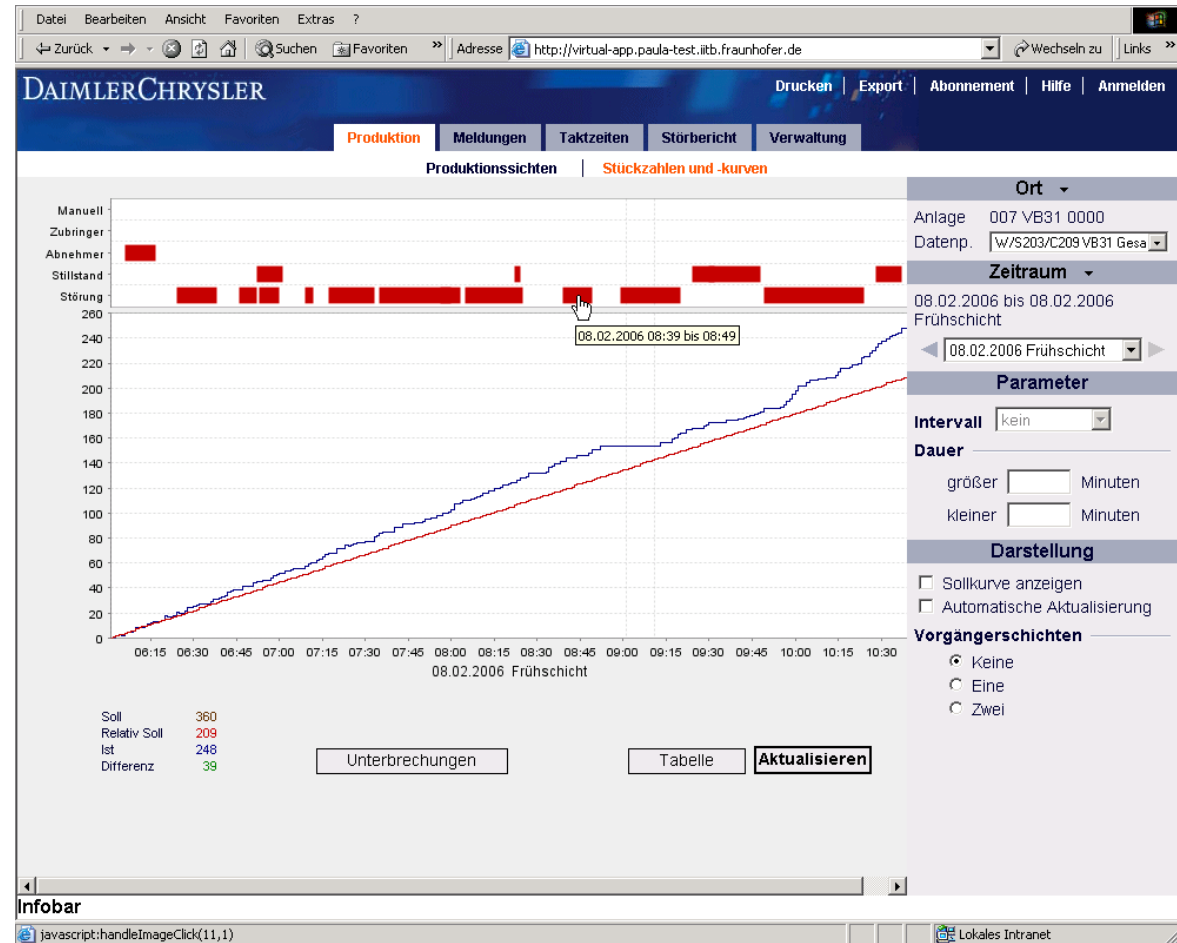 Datei Bearbeiten Ansicht Favoriten Extras ?
Zurück Suchen Favoriten » Adresse http://virtual-app.paula-test.iitb.fraunhofer.de Wechseln zu Links »
DAIMLERCHRYSLER
Drucken | Export | Abonnement | Hilfe | Anmelden
Produktion Meldungen Taktzeiten Störbericht Verwaltung
Produktionssichten | Stückzahlen und -kurven
Manuell
Zubringer
Abnehmer
Stillstand
Störung
08.02.2006 08:39 bis 08:49
260
240
220
200
180
160
140
120
100
80
60
40
20
0
06:15 06:30 06:45 07:00 07:15 07:30 07:45 08:00 08:15 08:30 08:45 09:00 09:15 09:30 09:45 10:00 10:15 10:30
08.02.2006 Frühschicht
Soll 360
Relativ Soll 209
Ist 248
Differenz 39
Unterbrechungen
Tabelle
Aktualisieren
Ort
Anlage 007 VB31 0000
Datenp. W/S203/C209 VB31 Gesa
Zeitraum
08.02.2006 bis 08.02.2006
Frühschicht
08.02.2006 Frühschicht
Parameter
Intervall kein
Dauer
größer Minuten
kleiner Minuten
Darstellung
Sollkurve anzeigen
Automatische Aktualisierung
Vorgängerschichten
Keine
Eine
Zwei
Infobar
javascript:handleImageClick(11,1) Lokales Intranet